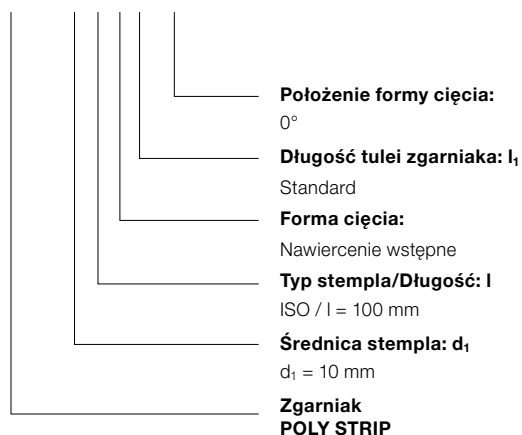 Położenie formy cięcia:
0°
Długość tulei zgarniaka: l₁
Standard
Forma cięcia:
Nawiercenie wstępne
Typ stempla/Długość: l
ISO / l = 100 mm
Średnica stempla: d₁
d₁ = 10 mm
Zgarniak
POLY STRIP